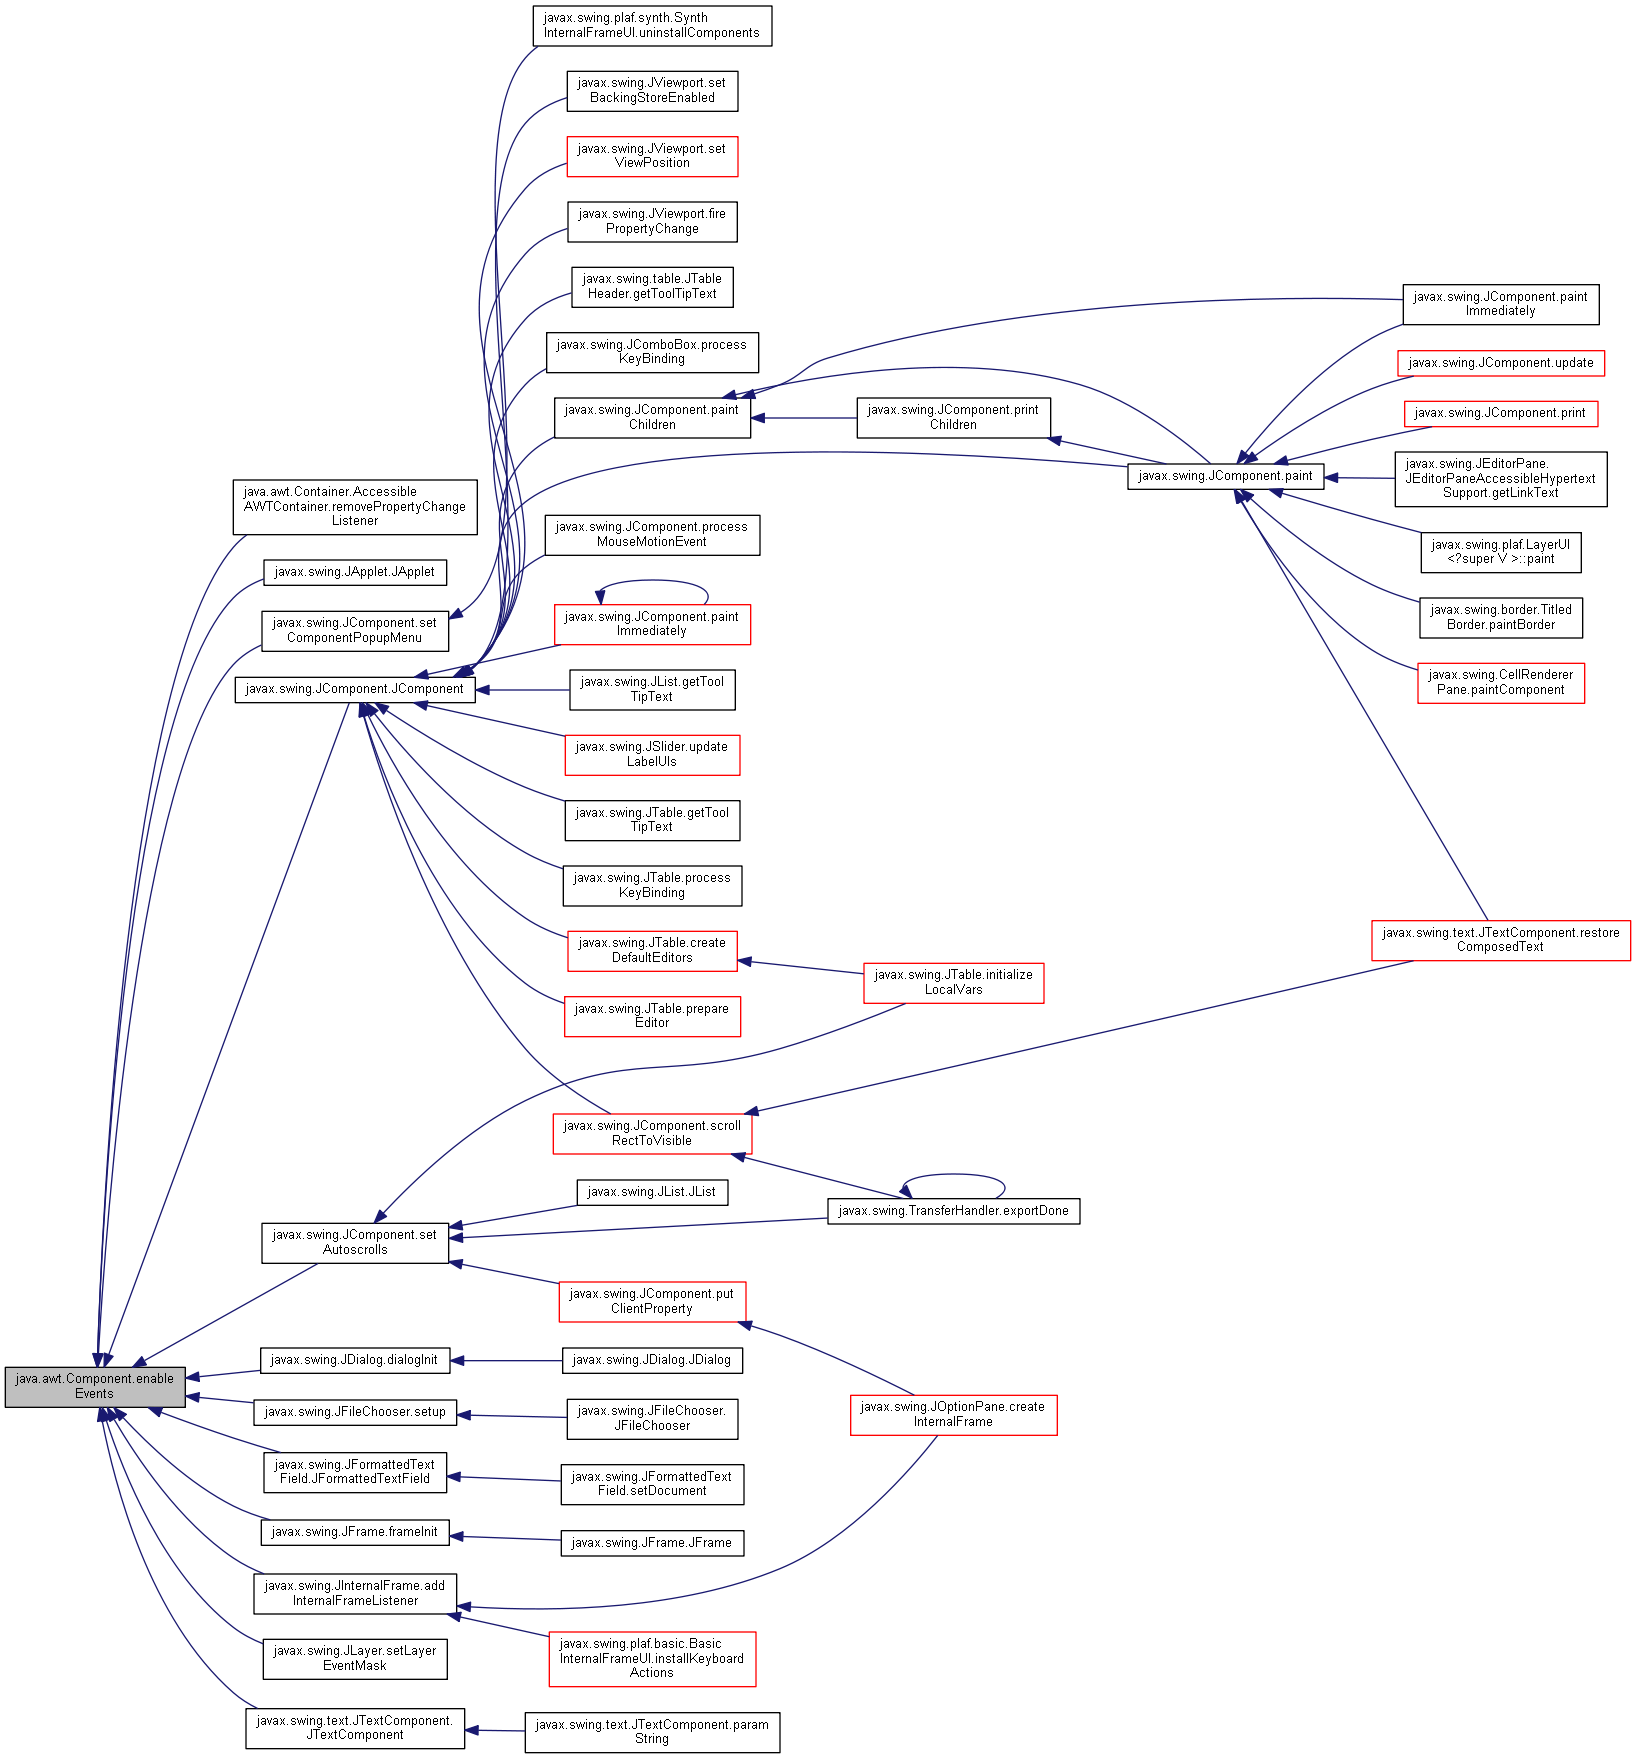 javax.swing.plaf.synth.Synth
InternalFrameUI.uninstallComponents
javax.swing.JViewport.set
BackingStoreEnabled
javax.swing.JViewport.set
ViewPosition
javax.swing.JViewport.fire
PropertyChange
javax.swing.table.JTable
Header.getToolTipText
javax.swing.JComboBox.process
KeyBinding
javax.swing.JComponent.paint
Children
javax.swing.JComponent.print
Children
javax.swing.JComponent.paint
javax.swing.JComponent.paint
Immediately
javax.swing.JComponent.update
javax.swing.JComponent.print
javax.swing.JEditorPane.
JEditorPaneAccessibleHypertext
Support.getLinkText
javax.swing.plaf.LayerUI
<?super V >::paint
javax.swing.border.Titled
Border.paintBorder
javax.swing.CellRenderer
Pane.paintComponent
javax.swing.text.JTextComponent.restore
ComposedText
java.awt.Container.Accessible
AWTContainer.removePropertyChange
Listener
javax.swing.JApplet.JApplet
javax.swing.JComponent.set
ComponentPopupMenu
javax.swing.JComponent.JComponent
javax.swing.JComponent.process
MouseMotionEvent
javax.swing.JComponent.paint
Immediately
javax.swing.JList.getTool
TipText
javax.swing.JSlider.update
LabelUIs
javax.swing.JTable.getTool
TipText
javax.swing.JTable.process
KeyBinding
javax.swing.JTable.create
DefaultEditors
javax.swing.JTable.initialize
LocalVars
javax.swing.JTable.prepare
Editor
javax.swing.JComponent.scroll
RectToVisible
javax.swing.JList.JList
javax.swing.TransferHandler.exportDone
javax.swing.JComponent.set
Autoscrolls
javax.swing.JComponent.put
ClientProperty
java.awt.Component.enable
Events
javax.swing.JDialog.dialogInit
javax.swing.JDialog.JDialog
javax.swing.JFileChooser.setup
javax.swing.JFileChooser.
JFileChooser
javax.swing.JOptionPane.create
InternalFrame
javax.swing.JFormattedText
Field.JFormattedTextField
javax.swing.JFormattedText
Field.setDocument
javax.swing.JFrame.frameInit
javax.swing.JFrame.JFrame
javax.swing.JInternalFrame.add
InternalFrameListener
javax.swing.plaf.basic.Basic
InternalFrameUI.installKeyboard
Actions
javax.swing.JLayer.setLayer
EventMask
javax.swing.text.JTextComponent.
JTextComponent
javax.swing.text.JTextComponent.param
String